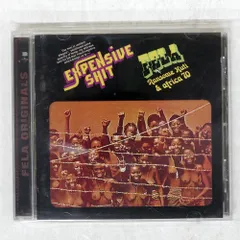 EXPENSIVE
SHIT
FELA
Ransome Kuti
& africa 70
FELA ORIGINALS